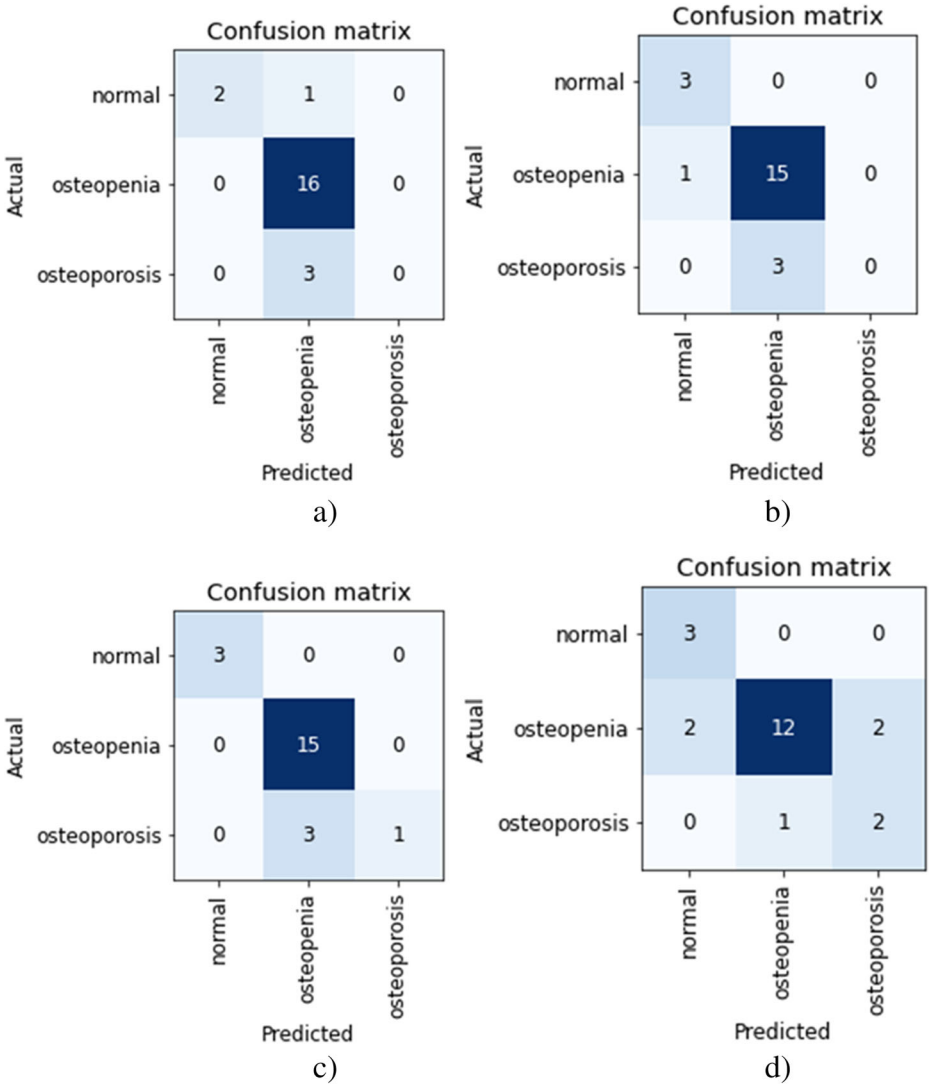 Confusion matrix
normal 2 1 0
osteopenia 0 16 0
osteoporosis 0 3 0
Actual
normal osteopenia osteoporosis
Predicted
a)
Confusion matrix
normal 3 0 0
osteopenia 1 15 0
osteoporosis 0 3 0
Actual
normal osteopenia osteoporosis
Predicted
b)
Confusion matrix
normal 3 0 0
osteopenia 0 15 0
osteoporosis 0 3 1
Actual
normal osteopenia osteoporosis
Predicted
c)
Confusion matrix
normal 3 0 0
osteopenia 2 12 2
osteoporosis 0 1 2
Actual
normal osteopenia osteoporosis
Predicted
d)